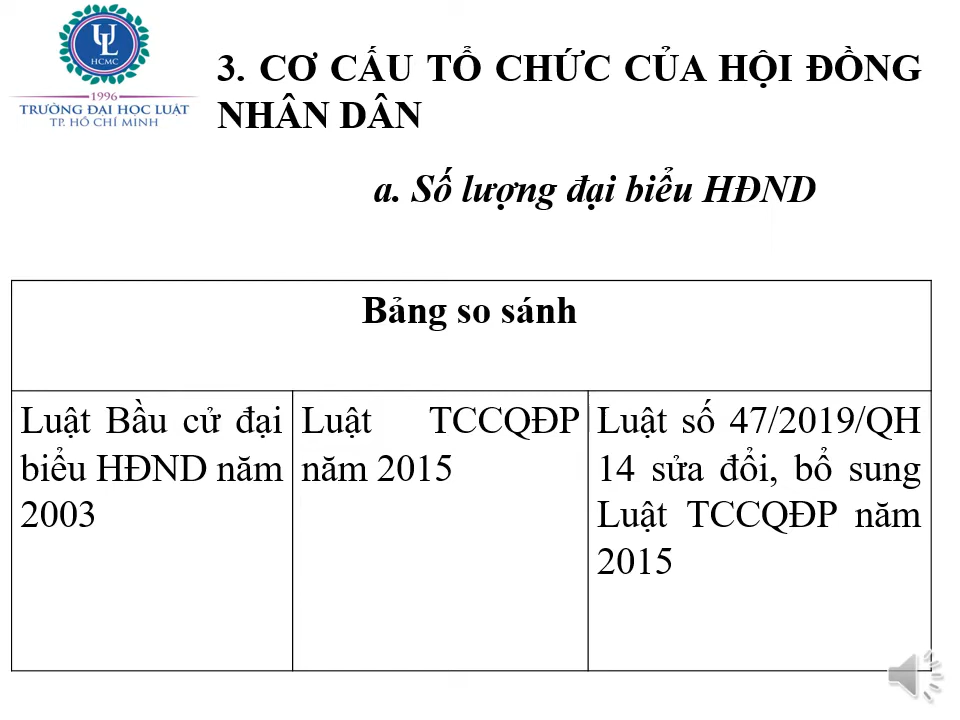 UL
HCMC
1996
TRƯỜNG ĐẠI HỌC LUẬT
TP. HỒ CHÍ MINH
3. CƠ CẤU TỔ CHỨC CỦA HỘI ĐỒNG
NHÂN DÂN
a. Số lượng đại biểu HĐND
Bảng so sánh
Luật Bầu cử đại
biểu HĐND năm
2003
Luật TCCQĐP
năm 2015
Luật số 47/2019/QH
14 sửa đổi, bổ sung
Luật TCCQĐP năm
2015